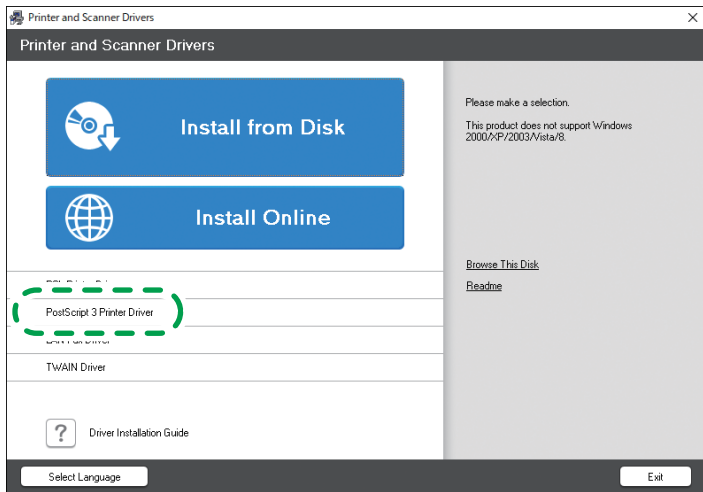 Printer and Scanner Drivers
Printer and Scanner Drivers
Install from Disk
Install Online
PostScript 3 Printer Driver
TWAIN Driver
Driver Installation Guide
Please make a selection.
This product does not support Windows
2000/XP/2003/Vista/8.
Browse This Disk
Readme
Select Language
Exit